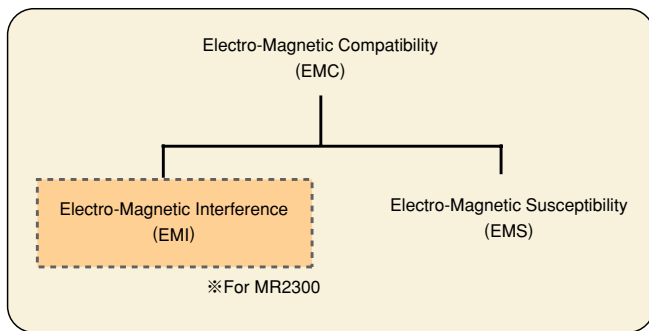 Electro-Magnetic Compatibility
(EMC)
Electro-Magnetic Interference
(EMI)
Electro-Magnetic Susceptibility
(EMS)
※For MR2300